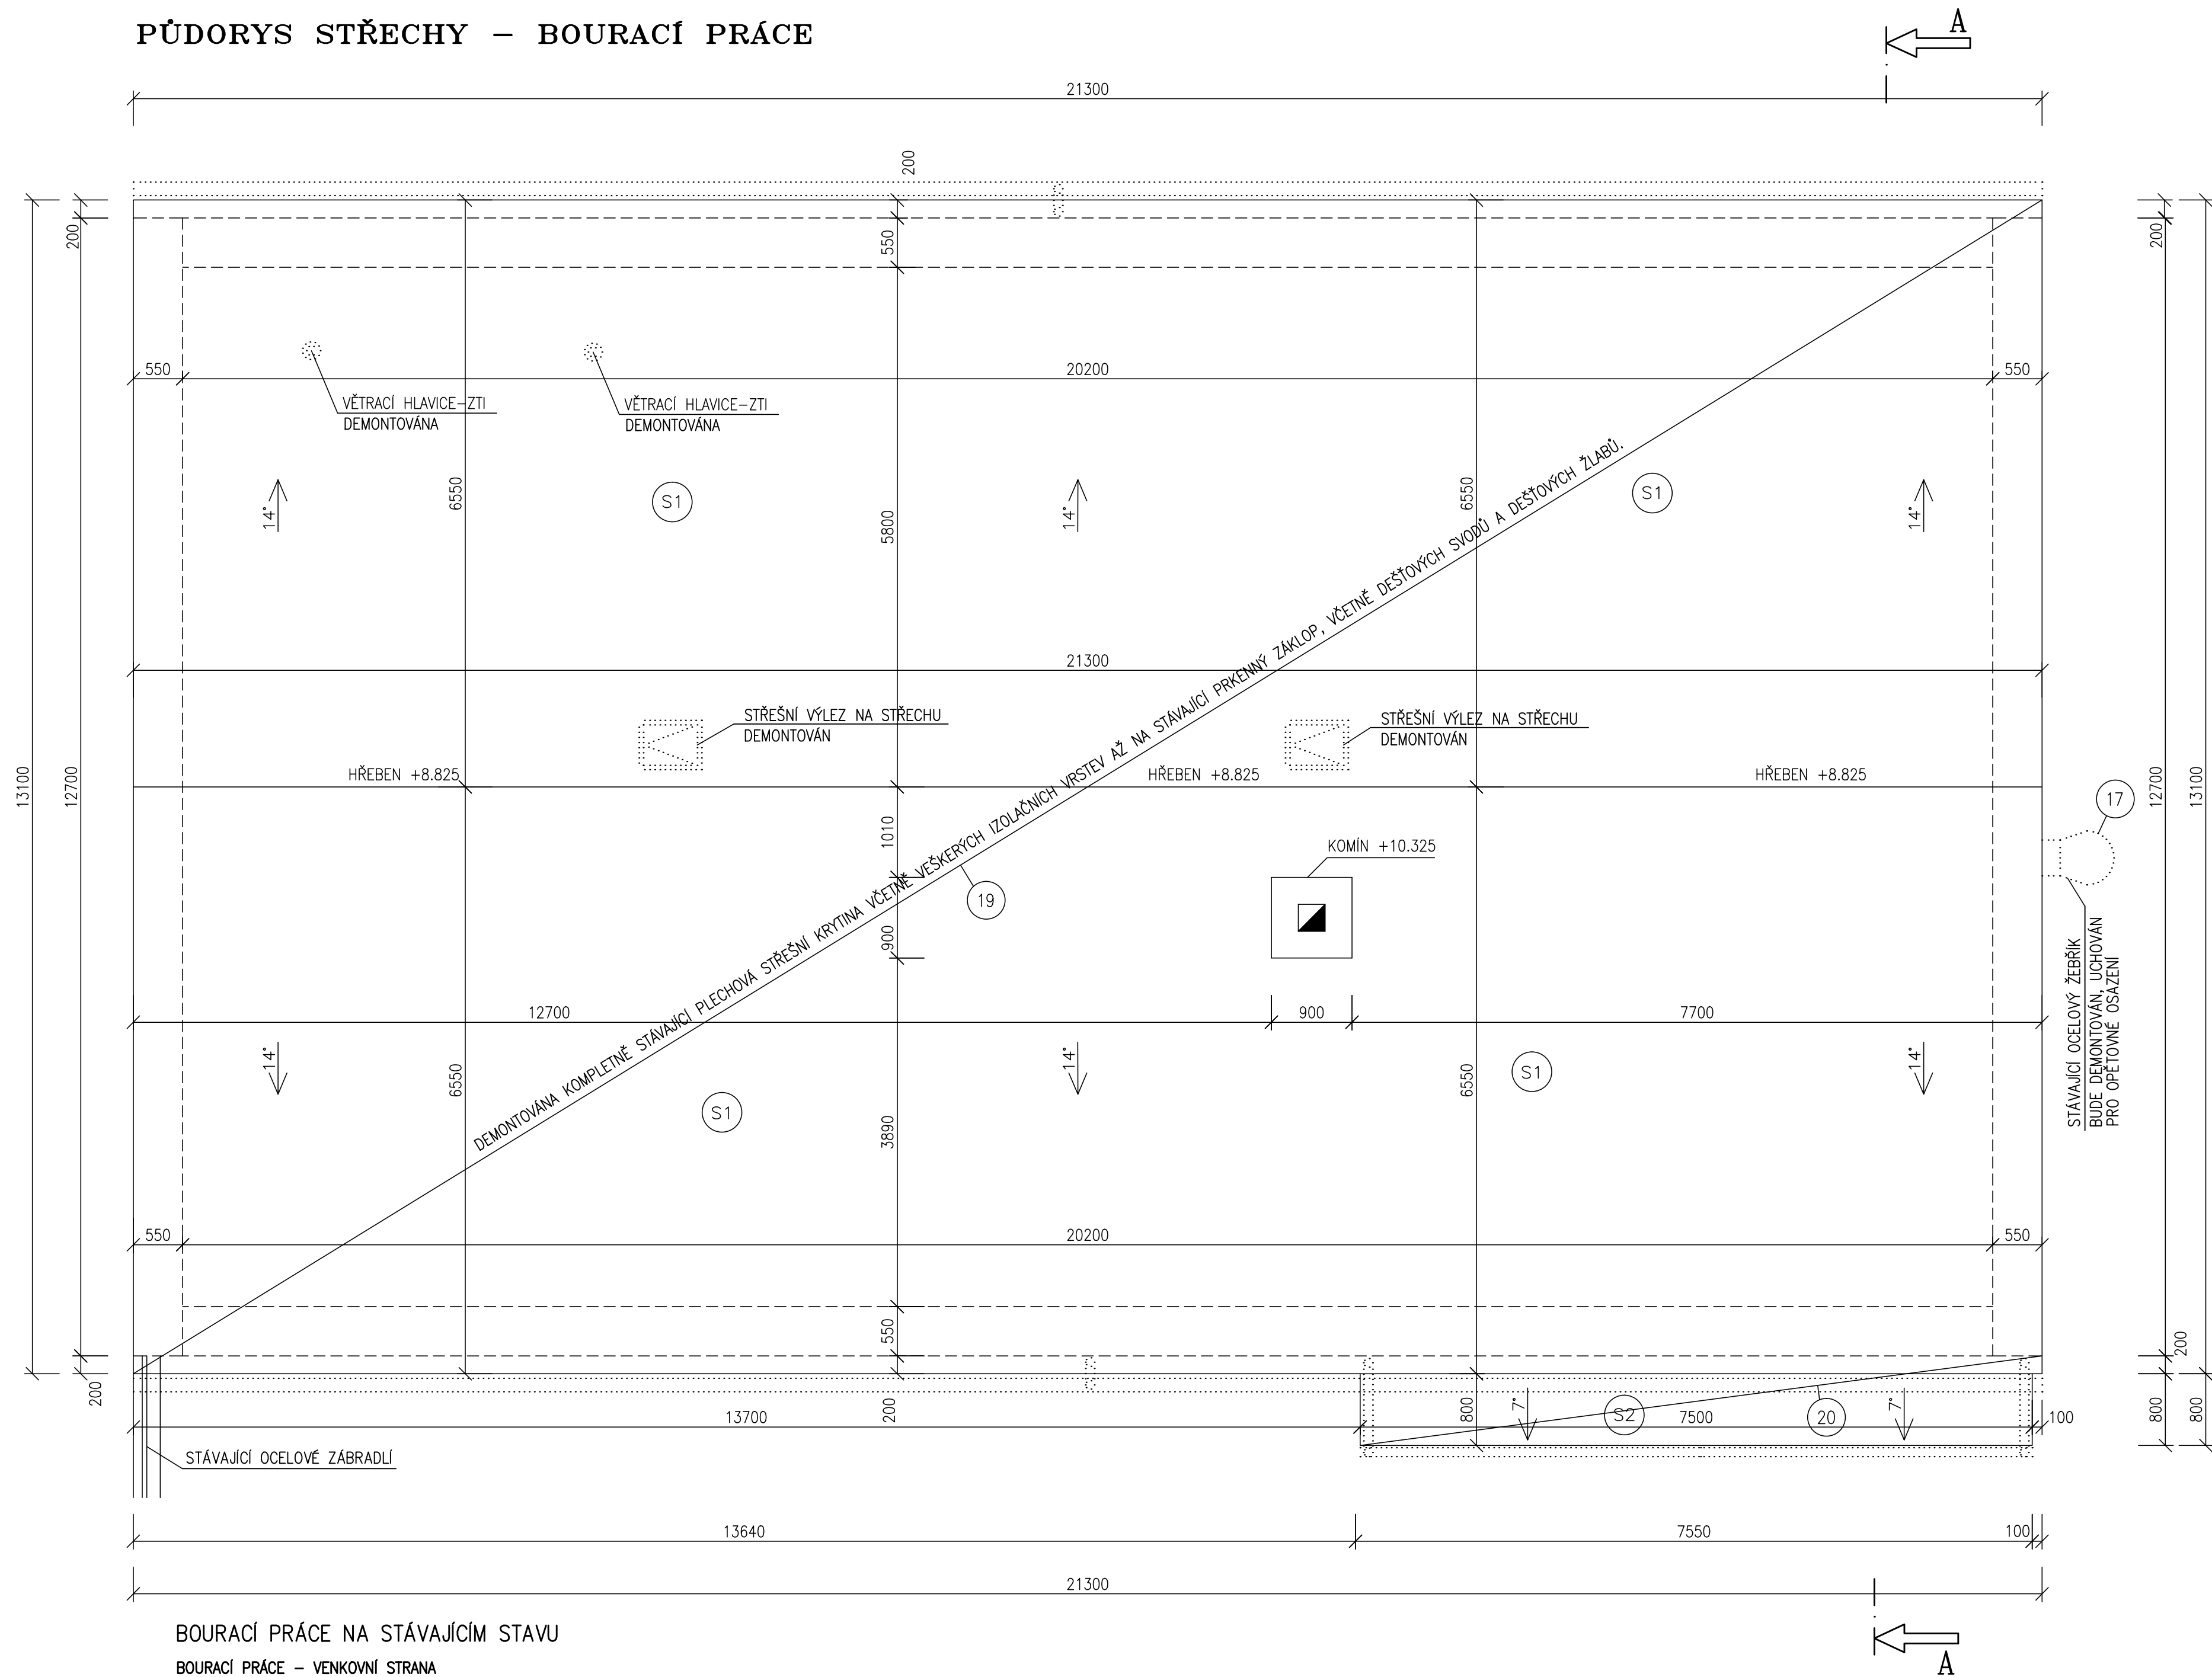 PŮDORYS STŘECHY – BOURACÍ PRÁCE
A
21300
200
200
200
550
13100
12700
12700
13100
550
20200
550
VĚTRACÍ HLAVICE–ZTI
DEMONTOVÁNA
VĚTRACÍ HLAVICE–ZTI
DEMONTOVÁNA
14°
14°
14°
6550
S1
5800
6550
S1
DEMONTOVÁNA KOMPLETNĚ STÁVAJÍCÍ PLECHOVÁ STŘEŠNÍ KRYTINA VČETNĚ VEŠKERÝCH IZOLAČNÍCH VRSTEV AŽ NA STÁVAJÍCÍ PRKENNÝ ZÁKLOP, VČETNĚ DEŠŤOVÝCH SVODŮ A DEŠŤOVÝCH ŽLABŮ.
21300
STŘEŠNÍ VÝLEZ NA STŘECHU
DEMONTOVÁN
STŘEŠNÍ VÝLEZ NA STŘECHU
DEMONTOVÁN
HŘEBEN +8.825
HŘEBEN +8.825
HŘEBEN +8.825
17
1010
KOMÍN +10.325
19
900
STÁVAJÍCÍ OCELOVÝ ŽEBŘÍK
BUDE DEMONTOVÁN, UCHOVÁN
PRO OPĚTOVNÉ OSAZENÍ
12700
900
7700
14°
14°
14°
6550
S1
3890
6550
S1
550
20200
550
550
200
200
200
13700
800
7°
S2
7500
20
7°
100
800
800
STÁVAJÍCÍ OCELOVÉ ZÁBRADLÍ
13640
7550
100
21300
BOURACÍ PRÁCE NA STÁVAJÍCÍM STAVU
BOURACÍ PRÁCE – VENKOVNÍ STRANA
A